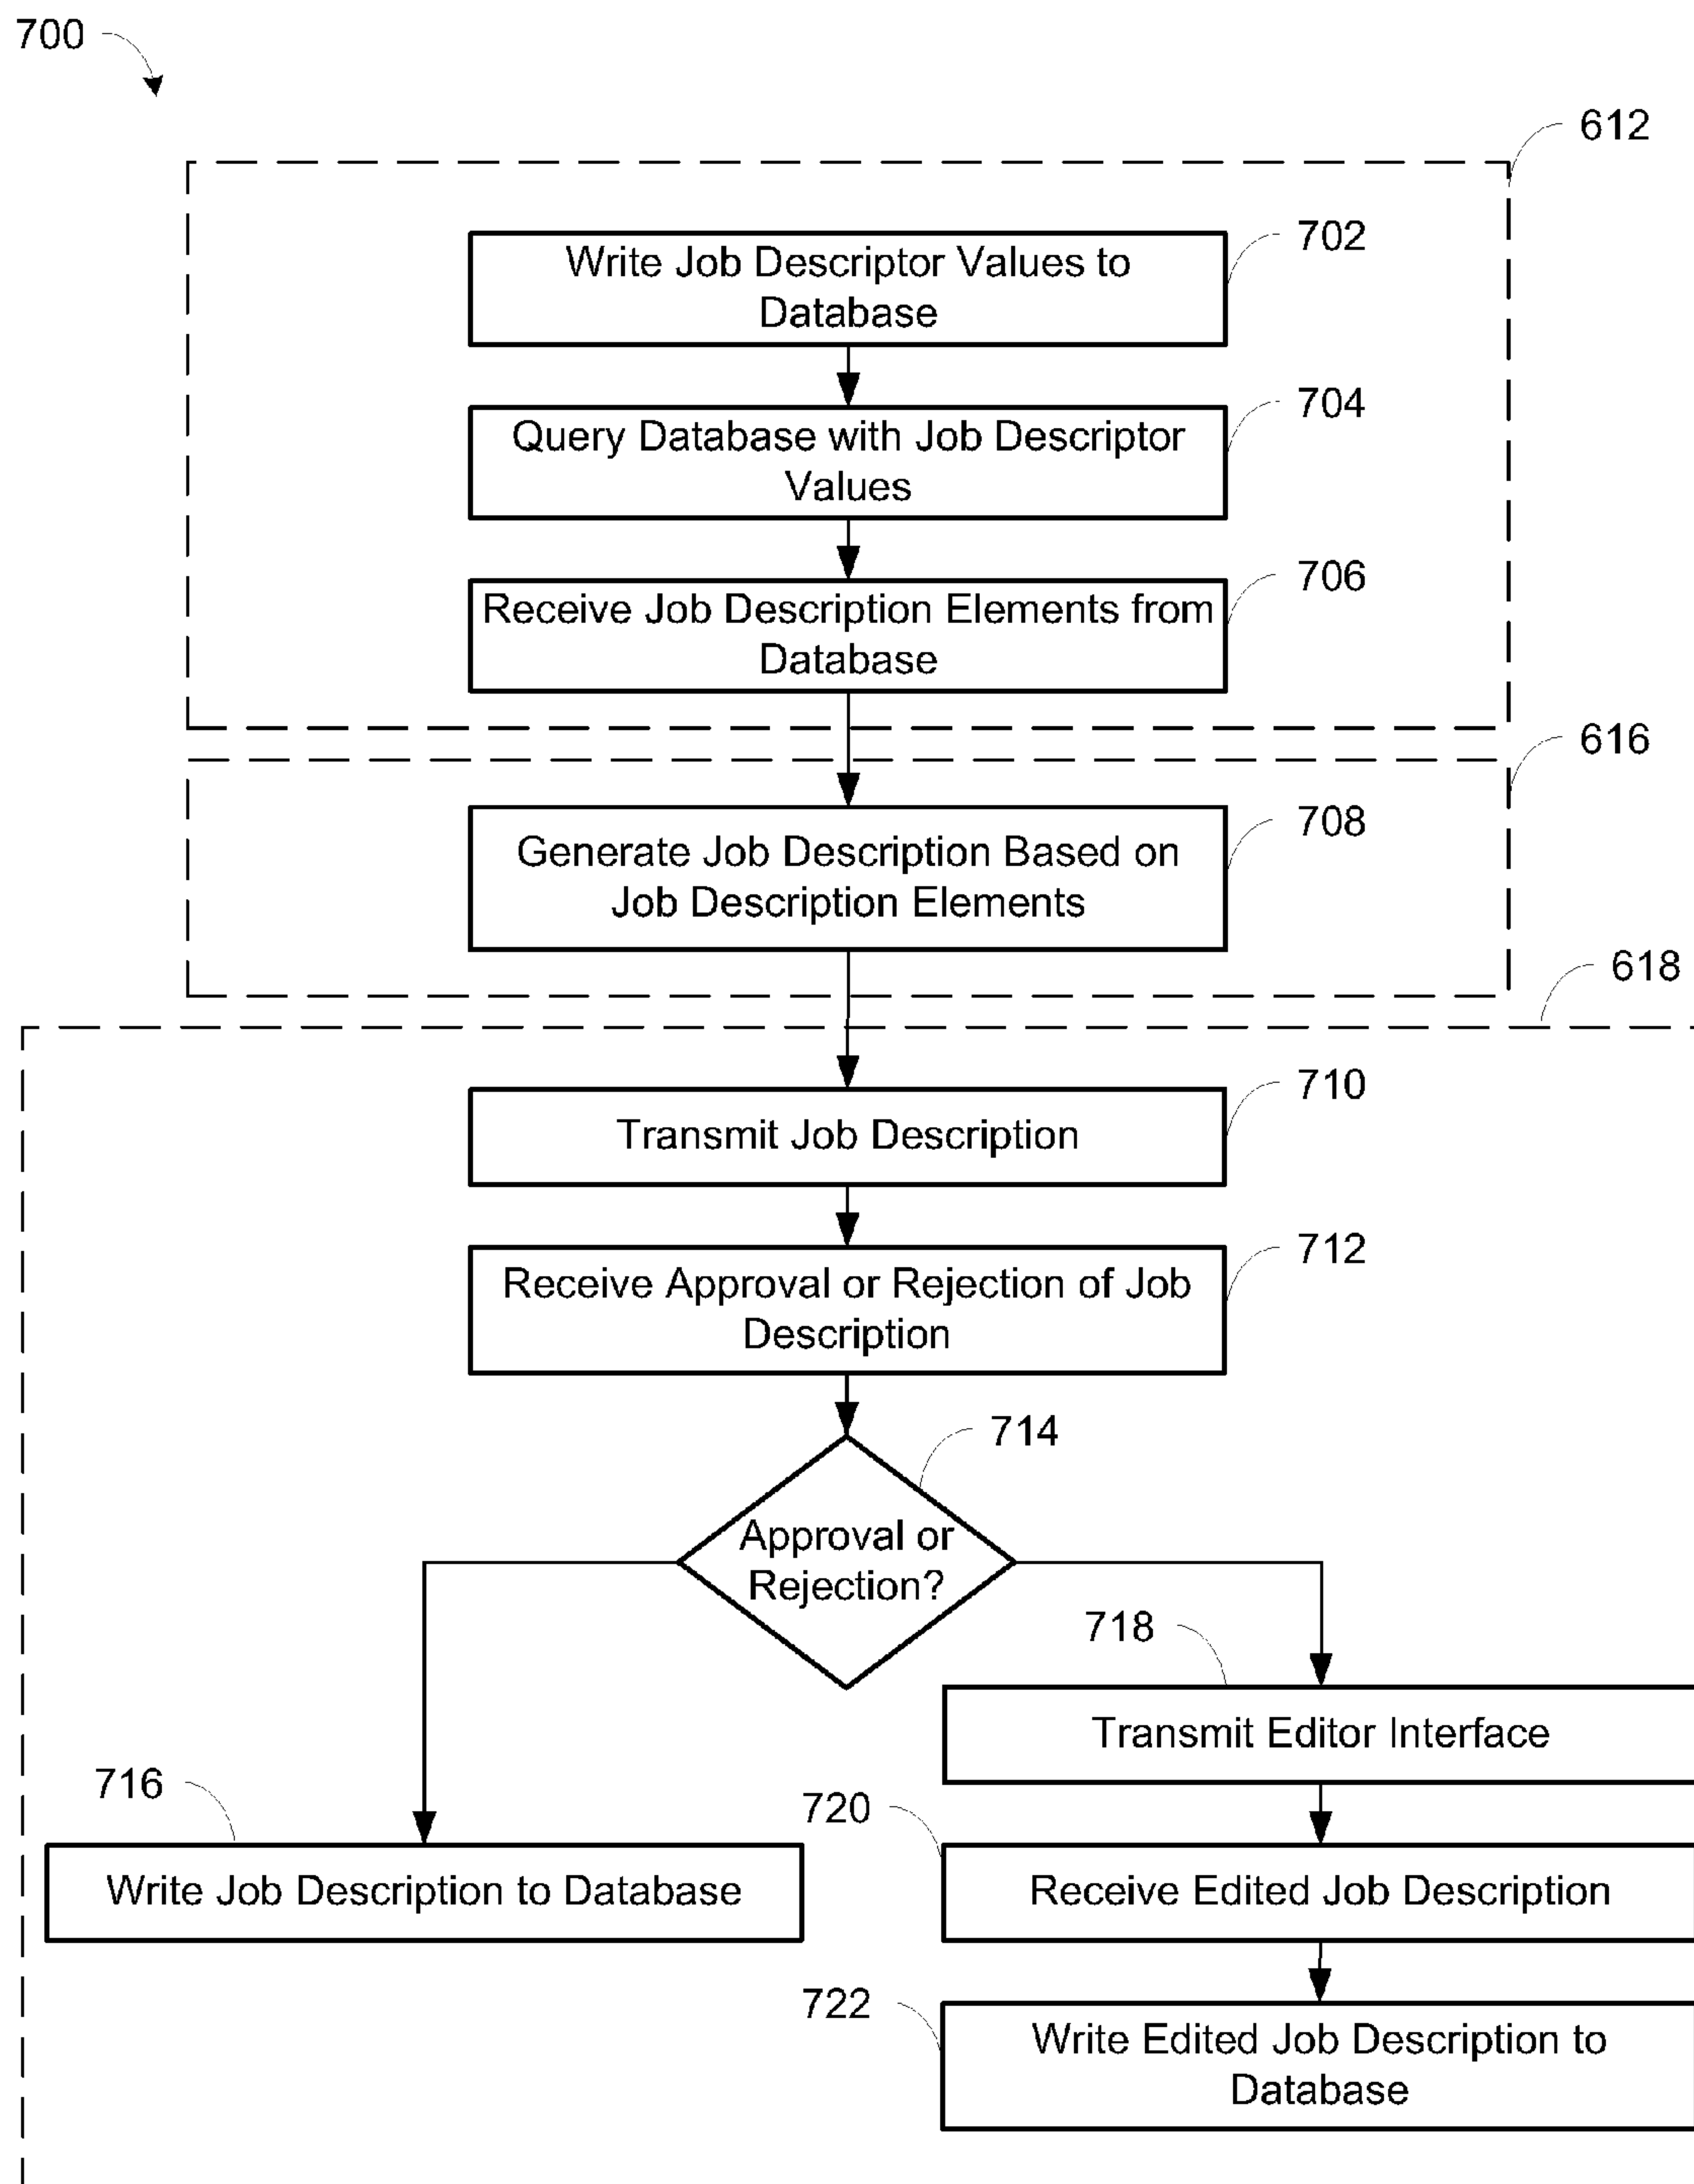 700
612
702
Write Job Descriptor Values to
Database
704
Query Database with Job Descriptor
Values
706
Receive Job Description Elements from
Database
616
708
Generate Job Description Based on
Job Description Elements
618
710
Transmit Job Description
712
Receive Approval or Rejection of Job
Description
714
Approval or
Rejection?
718
Transmit Editor Interface
716
Write Job Description to Database
720
Receive Edited Job Description
722
Write Edited Job Description to
Database